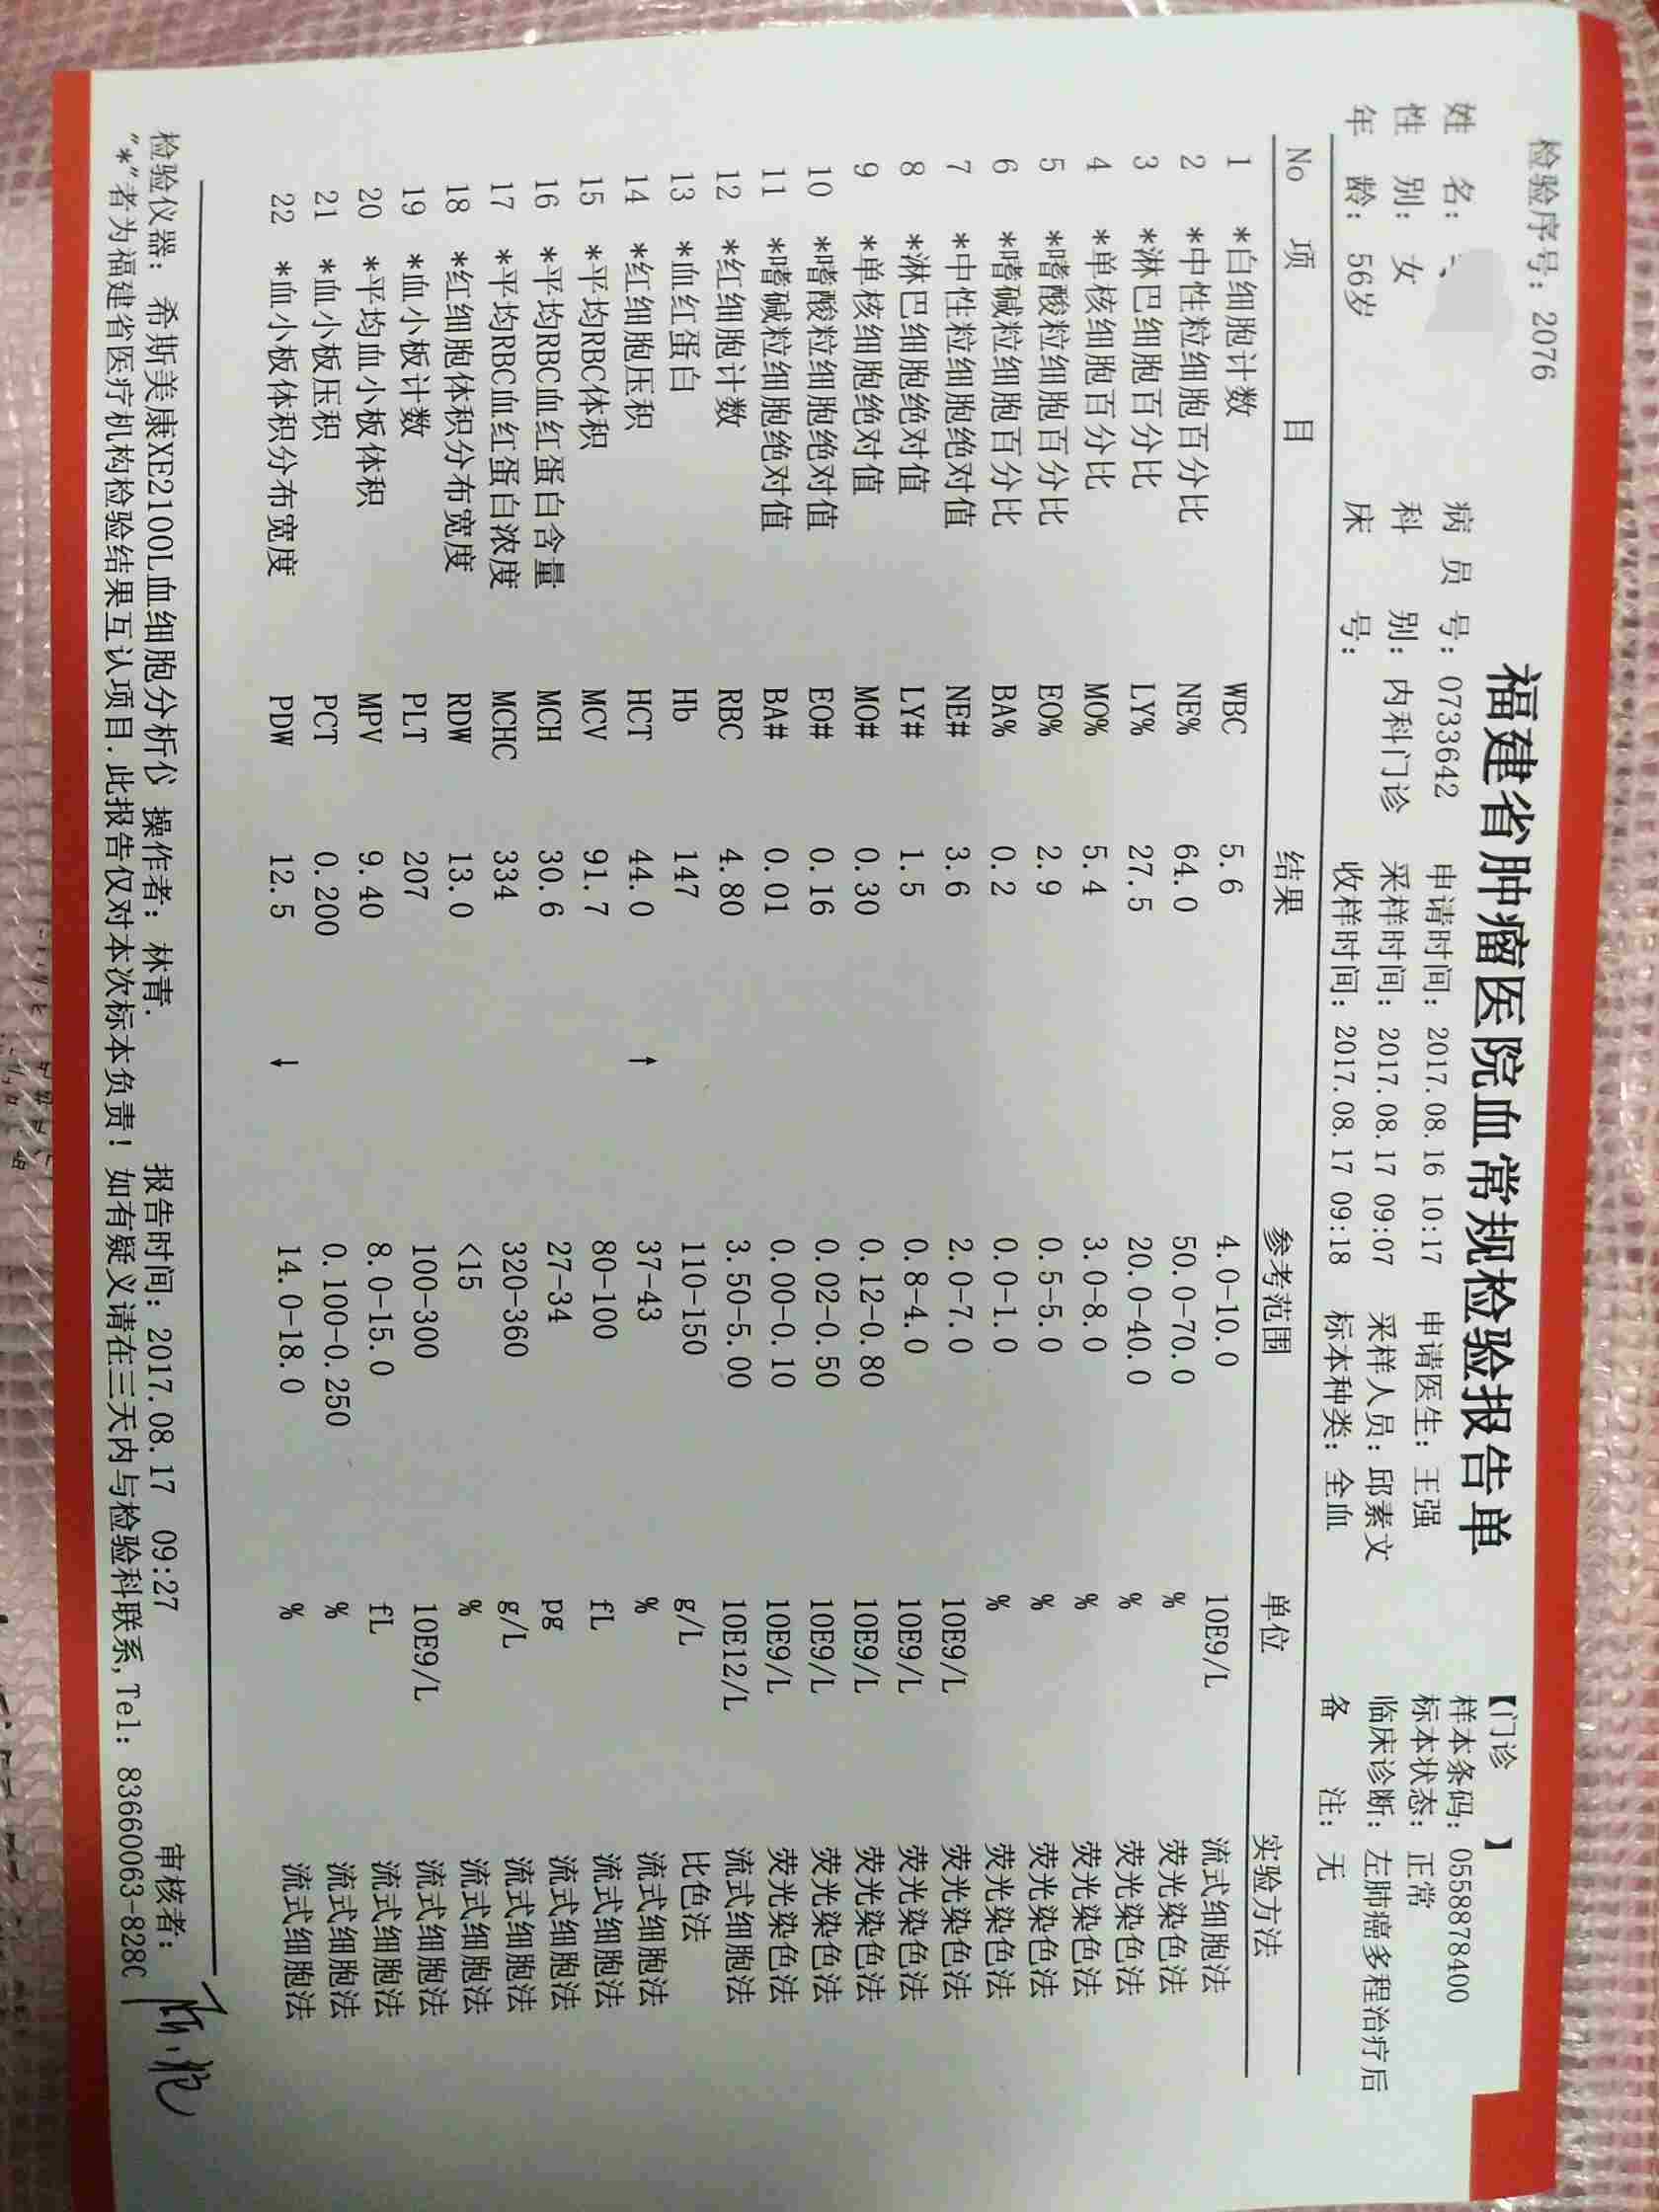 检验序号: 2076
福建省肿瘤医院血常规检验报告单
【门诊 】
姓 名: 病 员 号: 0733642 申请时间: 2017.08.16 10:17 申请医生: 王强 样本条码: 0558878400
性 别: 女 科 别: 内科门诊 采样时间: 2017.08.17 09:07 采样人员: 邱素文 标本状态: 正常
年 龄: 56岁 床 号: 收样时间: 2017.08.17 09:18 标本种类: 全血 临床诊断: 左肺癌多程治疗后
备 注: 无
No 项 目 结果 参考范围 单位 实验方法
1 *白细胞计数 WBC 5.6 4.0-10.0 10E9/L 流式细胞法
2 *中性粒细胞百分比 NE% 64.0 50.0-70.0 % 荧光染色法
3 *淋巴细胞百分比 LY% 27.5 20.0-40.0 % 荧光染色法
4 *单核细胞百分比 MO% 5.4 3.0-8.0 % 荧光染色法
5 *嗜酸粒细胞百分比 EO% 2.9 0.5-5.0 % 荧光染色法
6 *嗜碱粒细胞百分比 BA% 0.2 0.0-1.0 % 荧光染色法
7 *中性粒细胞绝对值 NE# 3.6 2.0-7.0 10E9/L 荧光染色法
8 *淋巴细胞绝对值 LY# 1.5 0.8-4.0 10E9/L 荧光染色法
9 *单核细胞绝对值 MO# 0.30 0.12-0.80 10E9/L 荧光染色法
10 *嗜酸粒细胞绝对值 EO# 0.16 0.02-0.50 10E9/L 荧光染色法
11 *嗜碱粒细胞绝对值 BA# 0.01 0.00-0.10 10E9/L 荧光染色法
12 *红细胞计数 RBC 4.80 3.50-5.00 10E12/L 流式细胞法
13 *血红蛋白 Hb 147 110-150 g/L 比色法
14 *红细胞压积 HCT 44.0 ↑ 37-43 % 流式细胞法
15 *平均RBC体积 MCV 91.7 80-100 fL 流式细胞法
16 *平均RBC血红蛋白含量 MCH 30.6 27-34 pg 流式细胞法
17 *平均RBC血红蛋白浓度 MCHC 334 320-360 g/L 流式细胞法
18 *红细胞体积分布宽度 RDW 13.0 <15 % 流式细胞法
19 *血小板计数 PLT 207 100-300 10E9/L 流式细胞法
20 *平均血小板体积 MPV 9.40 8.0-15.0 fL 流式细胞法
21 *血小板压积 PCT 0.200 0.100-0.250 % 流式细胞法
22 *血小板体积分布宽度 PDW 12.5 ↓ 14.0-18.0 % 流式细胞法
检验仪器: 希斯美康XE2100L血细胞分析仪 操作者: 林青. 报告时间: 2017.08.17 09:27 审核者:
"*"者为福建省医疗机构检验结果互认项目.此报告仅对本次标本负责! 如有疑义请在三天内与检验科联系,Tel: 83660063-828C